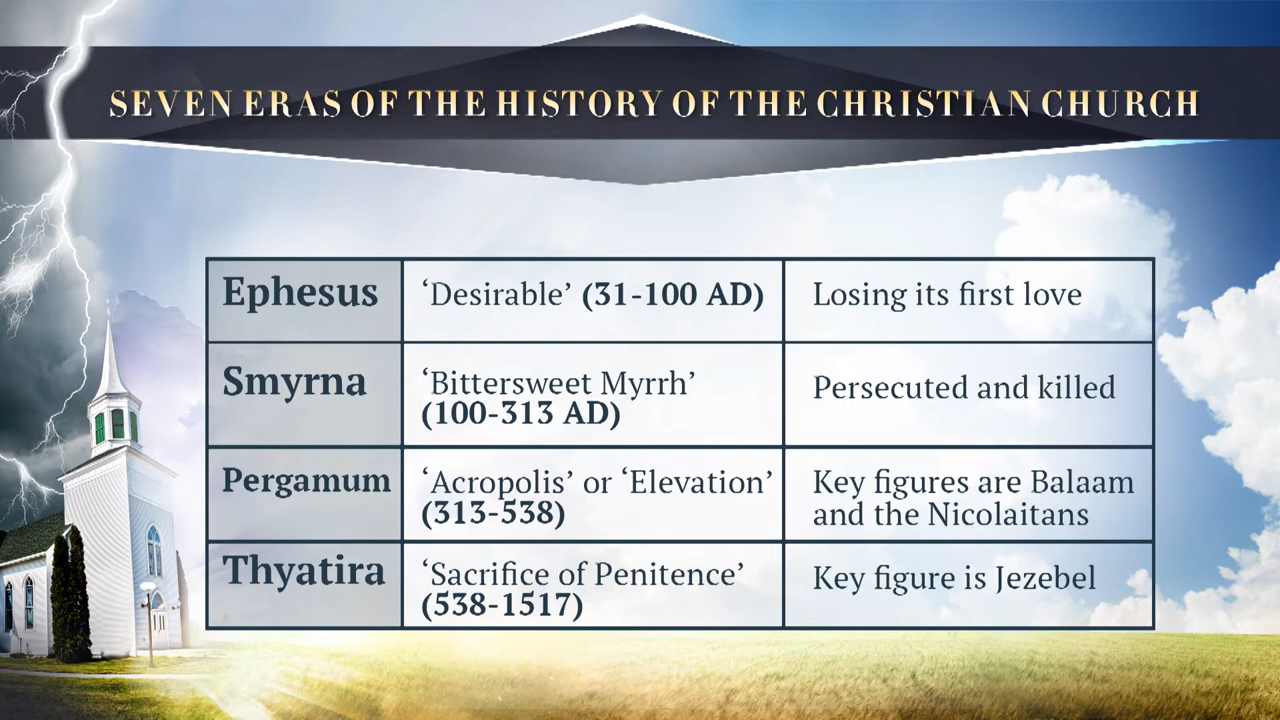 SEVEN ERAS OF THE HISTORY OF THE CHRISTIAN CHURCH
Ephesus
‘Desirable’ (31-100 AD)
Losing its first love
Smyrna
‘Bittersweet Myrrh’
(100-313 AD)
Persecuted and killed
Pergamum
‘Acropolis’ or ‘Elevation’
(313-538)
Key figures are Balaam
and the Nicolaitans
Thyatira
‘Sacrifice of Penitence’
(538-1517)
Key figure is Jezebel